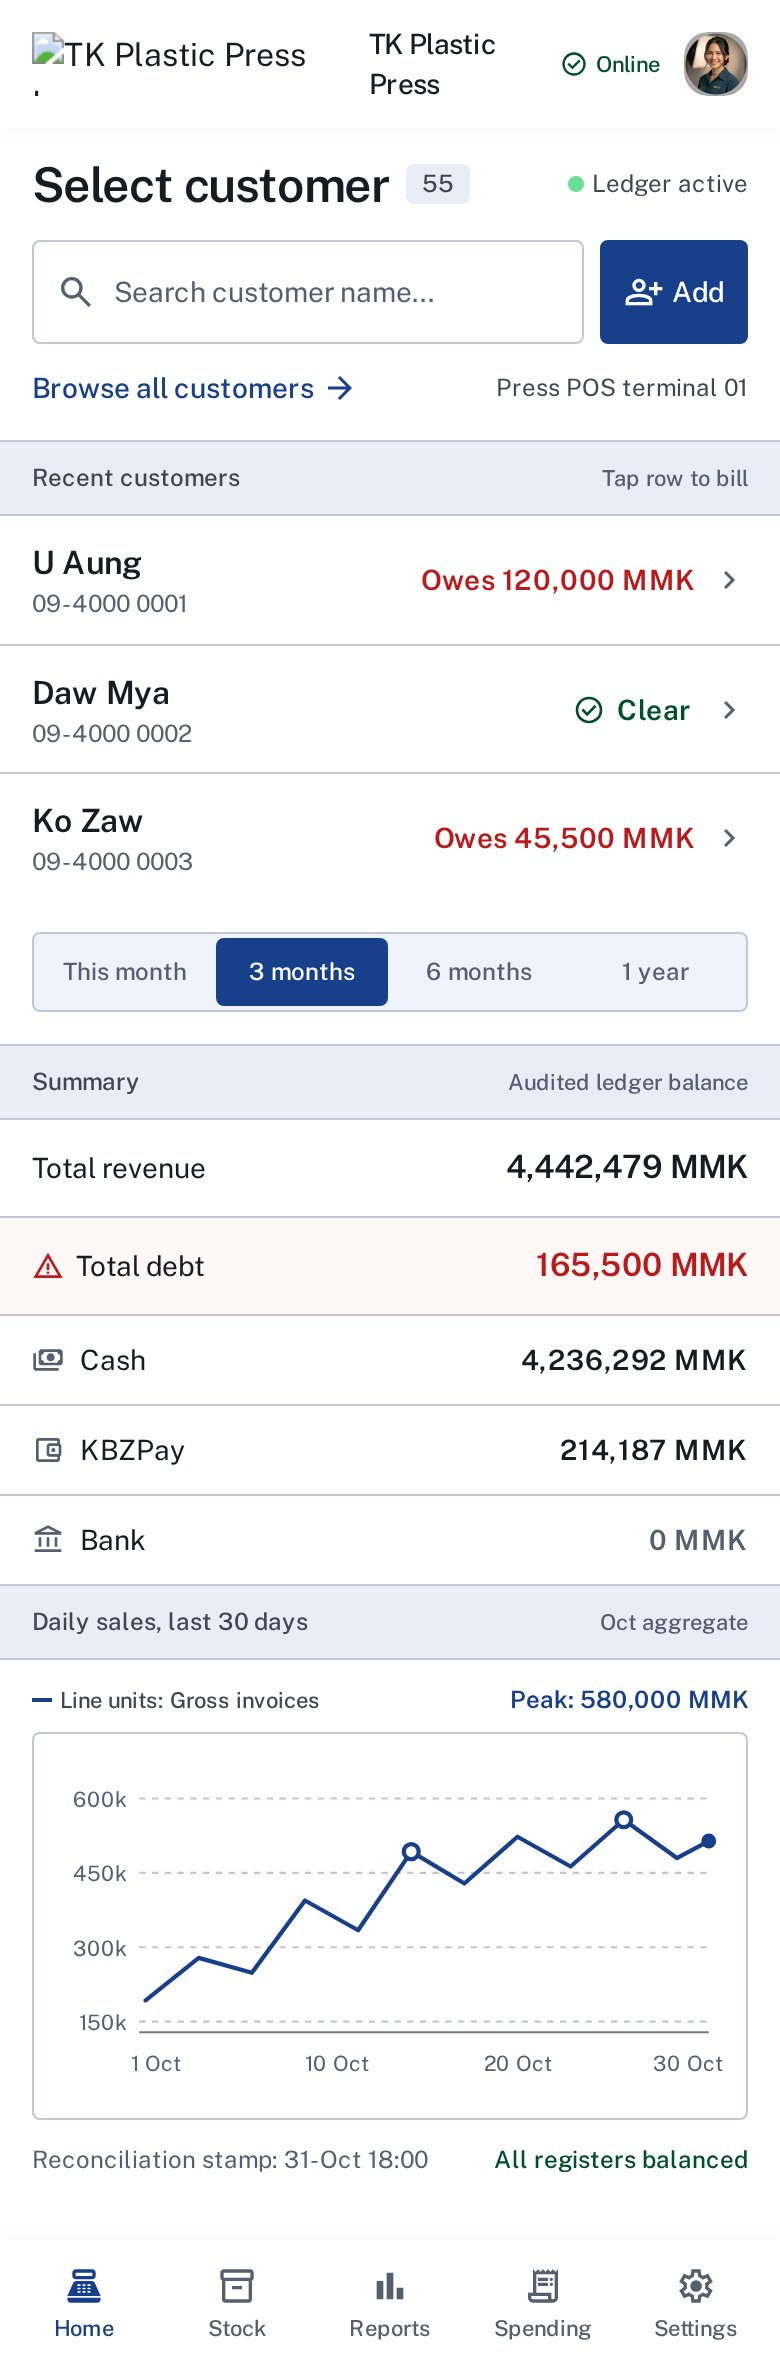 TK Plastic Press
TK Plastic
Press
Online
Select customer
55
Ledger active
Search customer name...
Add
Browse all customers
Press POS terminal 01
Recent customers
Tap row to bill
U Aung
09-4000 0001
Owes 120,000 MMK
Daw Mya
09-4000 0002
Clear
Ko Zaw
09-4000 0003
Owes 45,500 MMK
This month
3 months
6 months
1 year
Summary
Audited ledger balance
Total revenue
4,442,479 MMK
Total debt
165,500 MMK
Cash
4,236,292 MMK
KBZPay
214,187 MMK
Bank
0 MMK
Daily sales, last 30 days
Oct aggregate
Line units: Gross invoices
Peak: 580,000 MMK
600k
450k
300k
150k
1 Oct
10 Oct
20 Oct
30 Oct
Reconciliation stamp: 31-Oct 18:00
All registers balanced
Home
Stock
Reports
Spending
Settings